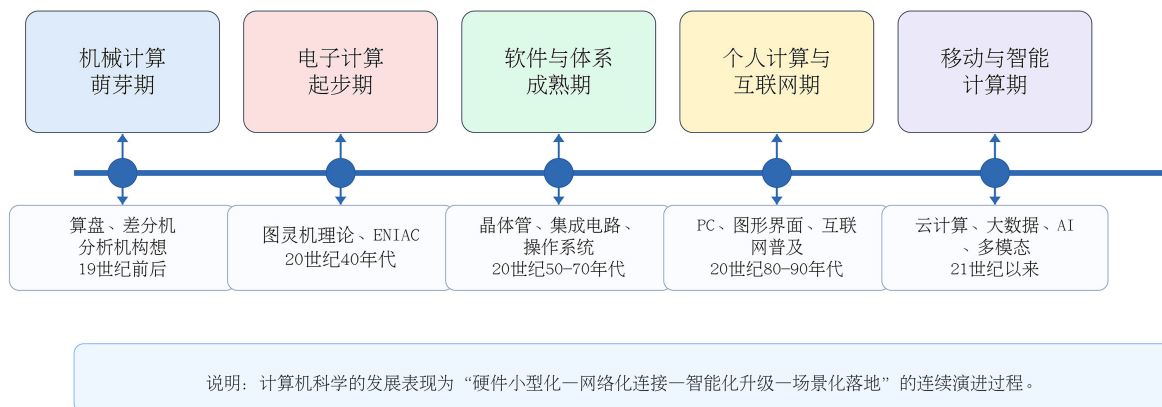 机械计算
萌芽期
电子计算
起步期
软件与体系
成熟期
个人计算与
互联网期
移动与智能
计算期
算盘、差分机
分析机构想
19世纪前后
图灵机理论、ENIAC
20世纪40年代
晶体管、集成电路、
操作系统
20世纪50—70年代
PC、图形界面、互联
网普及
20世纪80—90年代
云计算、大数据、AI
、多模态
21世纪以来
说明：计算机科学的发展表现为“硬件小型化—网络化连接—智能化升级—场景化落地”的连续演进过程。